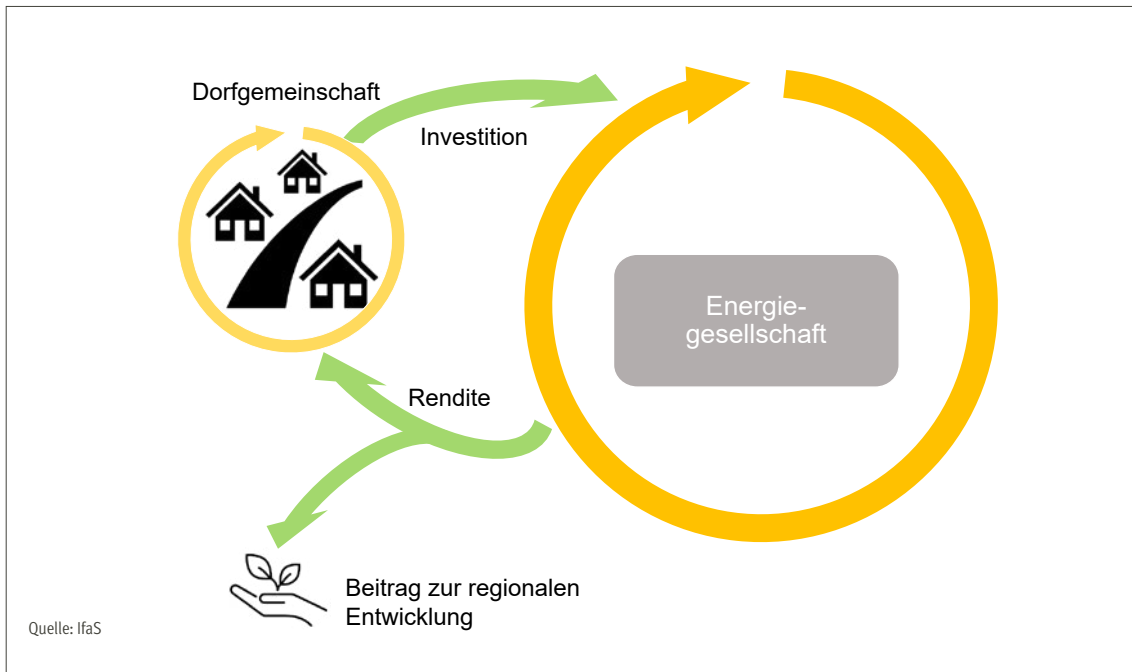 Dorfgemeinschaft
Investition
Energie-
gesellschaft
Rendite
Beitrag zur regionalen
Entwicklung
Quelle: IfaS